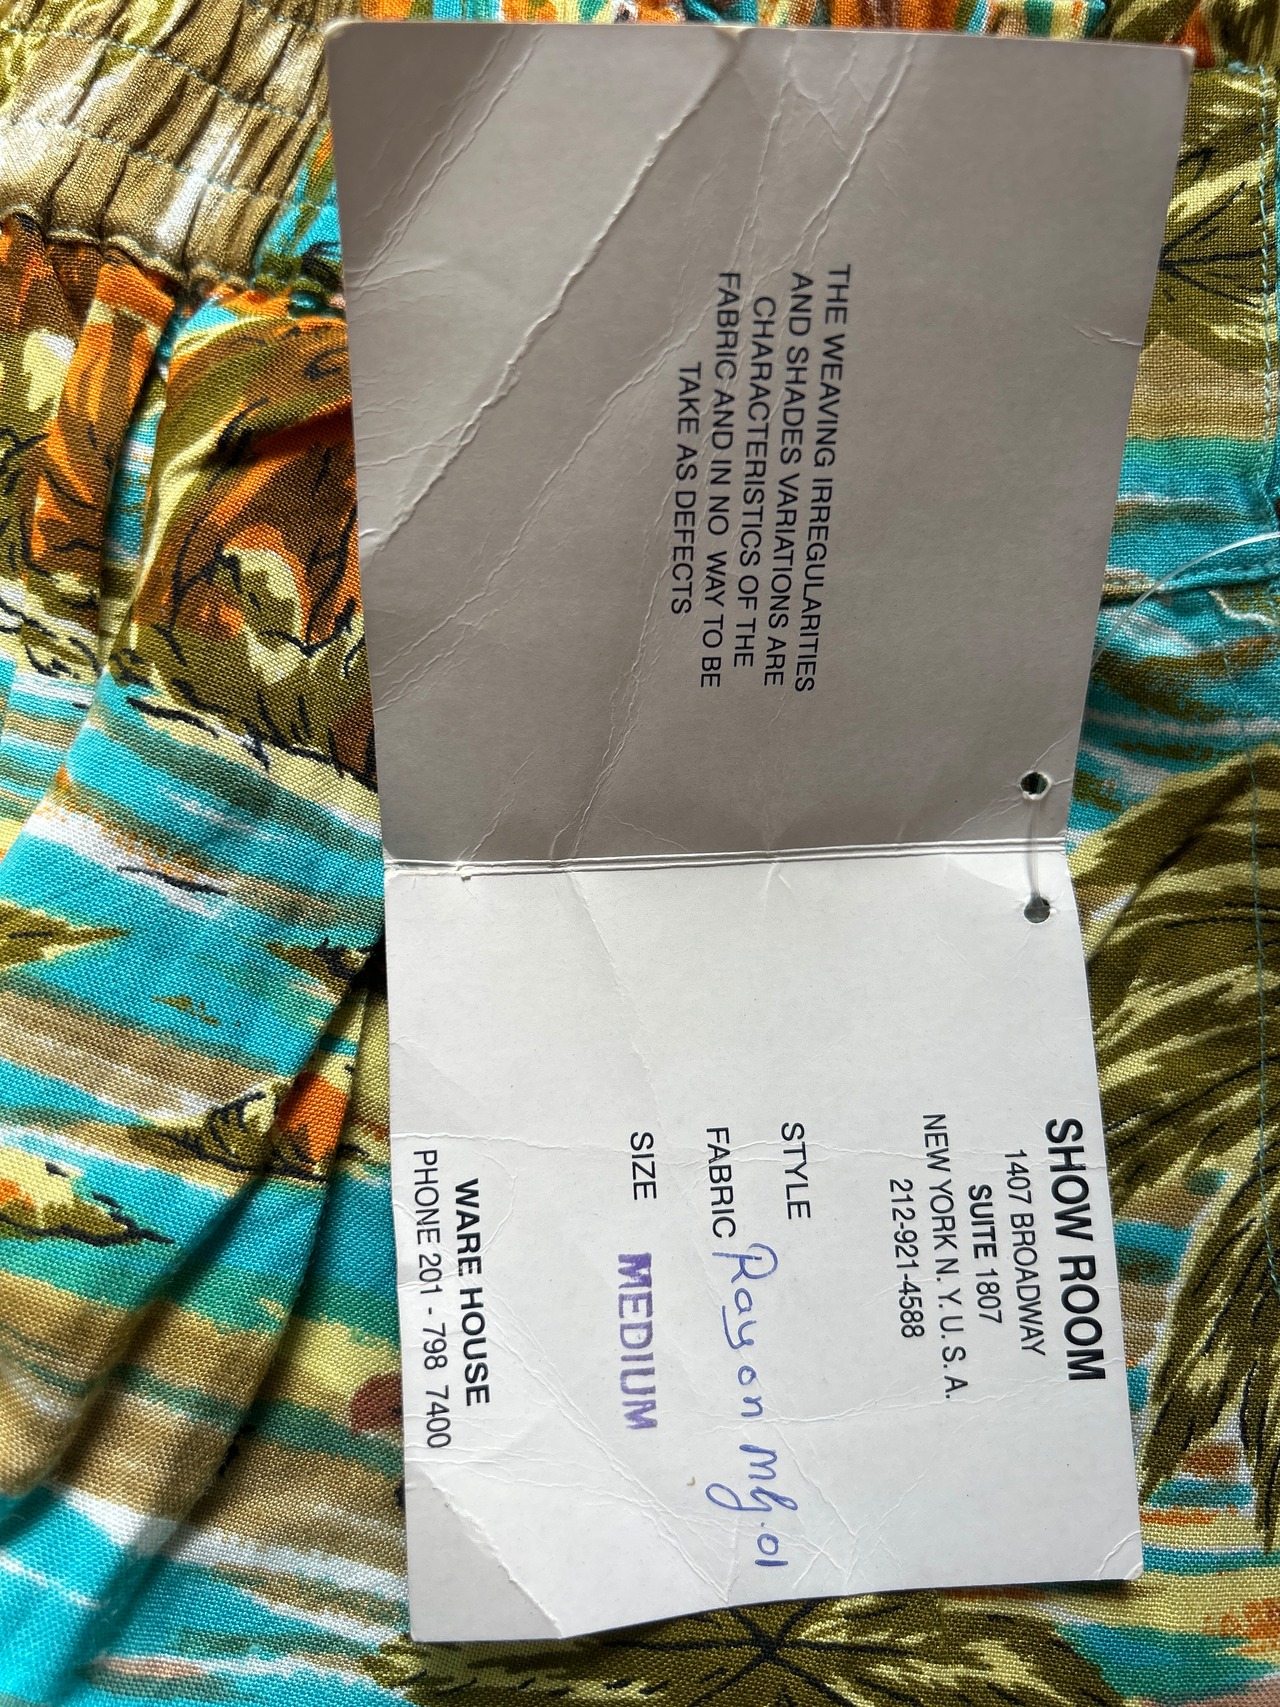 THE WEAVING IRREGULARITIES
AND SHADES VARIATIONS ARE
CHARACTERISTICS OF THE
FABRIC AND IN NO WAY TO BE
TAKE AS DEFECTS
SHOW ROOM
1407 BROADWAY
SUITE 1807
NEW YORK N. Y. U. S. A.
212-921-4588
STYLE
FABRIC Rayon
SIZE MEDIUM
WARE HOUSE
PHONE 201 - 798 7400